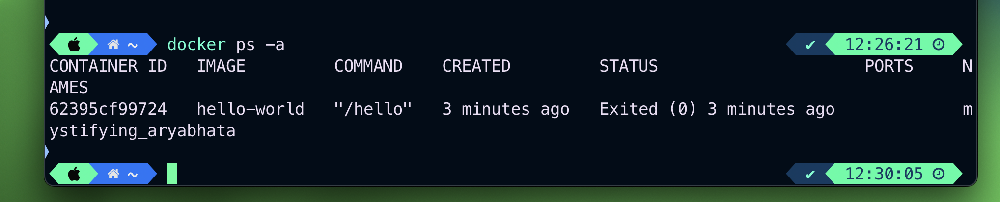 ~ docker ps -a ✔ 12:26:21
CONTAINER ID   IMAGE         COMMAND    CREATED         STATUS                     PORTS     N
AMES
62395cf99724   hello-world   "/hello"   3 minutes ago   Exited (0) 3 minutes ago             m
ystifying_aryabhata
~ ✔ 12:30:05